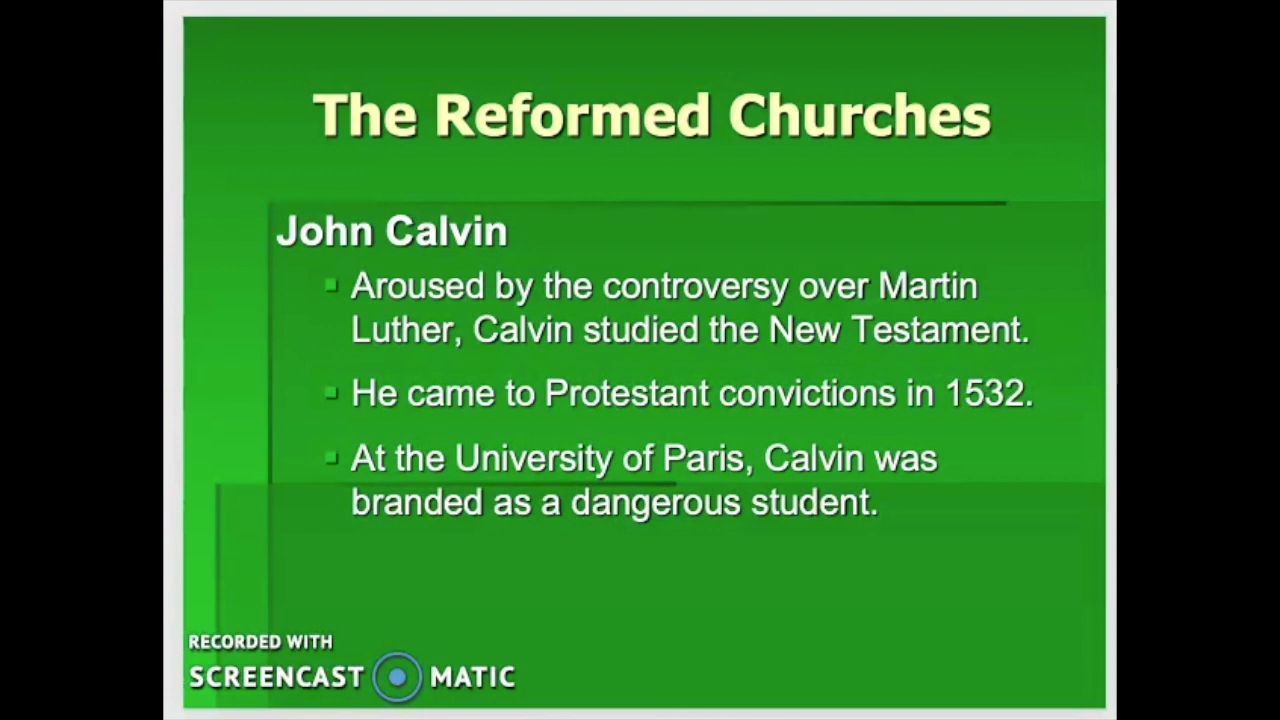 The Reformed Churches
John Calvin
Aroused by the controversy over Martin
Luther, Calvin studied the New Testament.
He came to Protestant convictions in 1532.
At the University of Paris, Calvin was
branded as a dangerous student.
RECORDED WITH
SCREENCAST MATIC